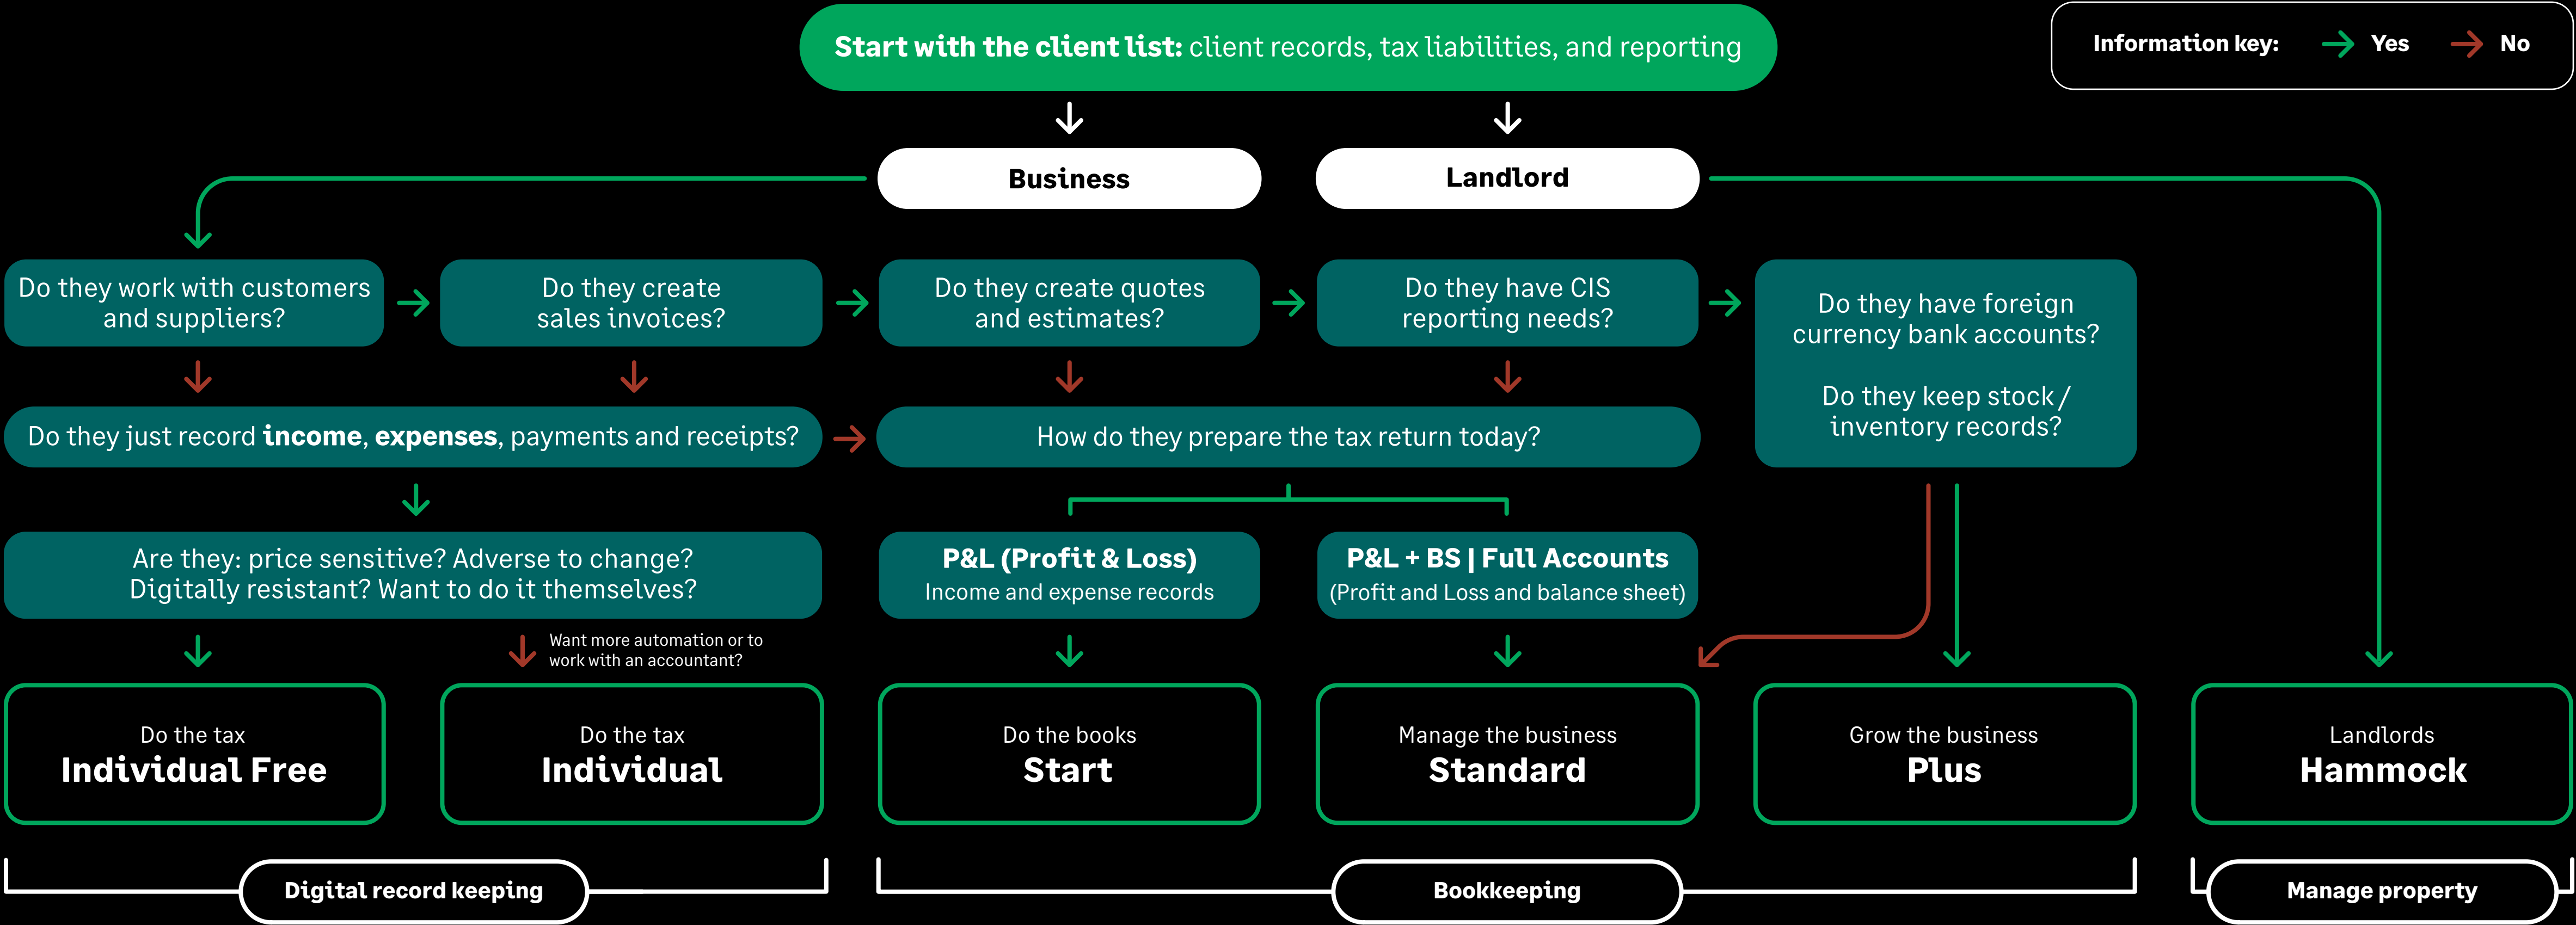 Start with the client list: client records, tax liabilities, and reporting
Information key: Yes No
Business
Landlord
Do they work with customers
and suppliers?
Do they create
sales invoices?
Do they create quotes
and estimates?
Do they have CIS
reporting needs?
Do they have foreign
currency bank accounts?
Do they keep stock/
inventory records?
Do they just record income, expenses, payments and receipts?
How do they prepare the tax return today?
Are they: price sensitive? Adverse to change?
Digitally resistant? Want to do it themselves?
P&L (Profit & Loss)
Income and expense records
P&L + BS | Full Accounts
(Profit and Loss and balance sheet)
Want more automation or to
work with an accountant?
Do the tax
Individual Free
Do the tax
Individual
Do the books
Start
Manage the business
Standard
Grow the business
Plus
Landlords
Hammock
Digital record keeping
Bookkeeping
Manage property